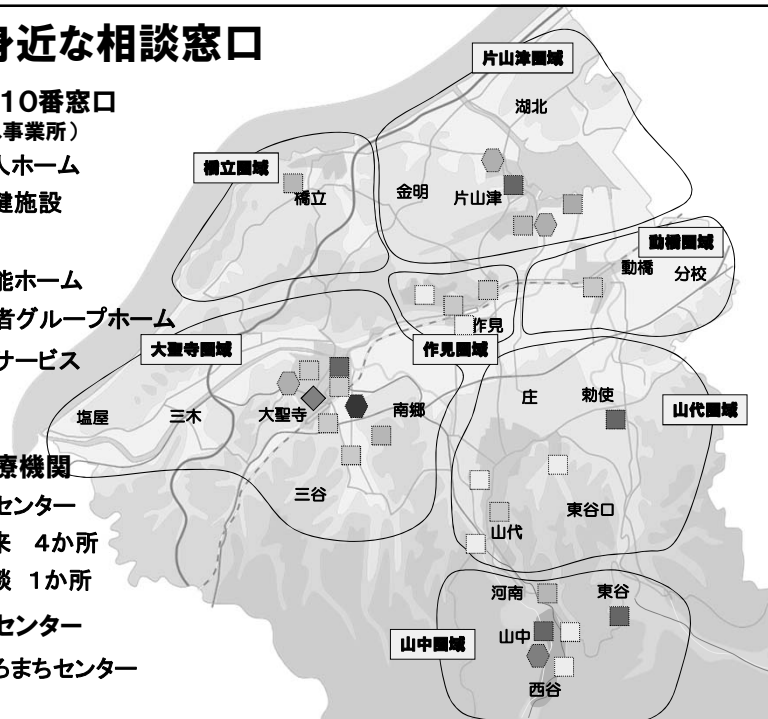 身近な相談窓口
10番窓口
事業所）
人ホーム
健施設
能ホーム
者グループホーム
サービス
療機関
センター
来　4か所
談　1か所
センター
ろまちセンター
片山津圏域
湖北
橋立圏域
橋立
金明
片山津
動橋圏域
動橋
分校
作見
大聖寺圏域
作見圏域
塩屋
三木
大聖寺
南郷
庄
勅使
山代圏域
三谷
東谷口
山代
河南
東谷
山中
山中圏域
西谷